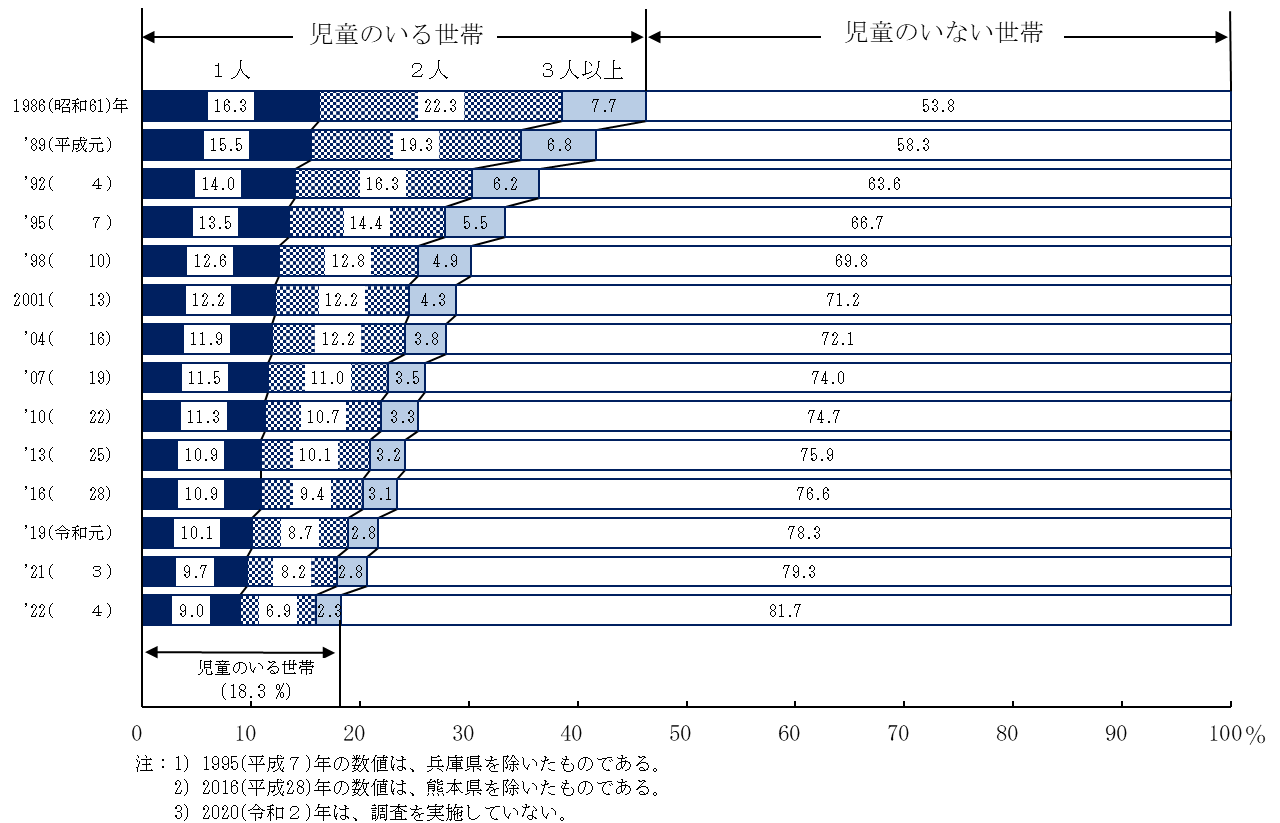 児童のいる世帯 児童のいない世帯
１人 ２人 ３人以上
1986(昭和61)年 16.3 22.3 7.7 53.8
'89(平成元) 15.5 19.3 6.8 58.3
'92( ４) 14.0 16.3 6.2 63.6
'95( ７) 13.5 14.4 5.5 66.7
'98( 10) 12.6 12.8 4.9 69.8
2001( 13) 12.2 12.2 4.3 71.2
'04( 16) 11.9 12.2 3.8 72.1
'07( 19) 11.5 11.0 3.5 74.0
'10( 22) 11.3 10.7 3.3 74.7
'13( 25) 10.9 10.1 3.2 75.9
'16( 28) 10.9 9.4 3.1 76.6
'19(令和元) 10.1 8.7 2.8 78.3
'21( ３) 9.7 8.2 2.8 79.3
'22( ４) 9.0 6.9 2.3 81.7
児童のいる世帯
(18.3 %)
0 10 20 30 40 50 60 70 80 90 100%
注：1) 1995(平成７)年の数値は、兵庫県を除いたものである。
2) 2016(平成28)年の数値は、熊本県を除いたものである。
3) 2020(令和２)年は、調査を実施していない。